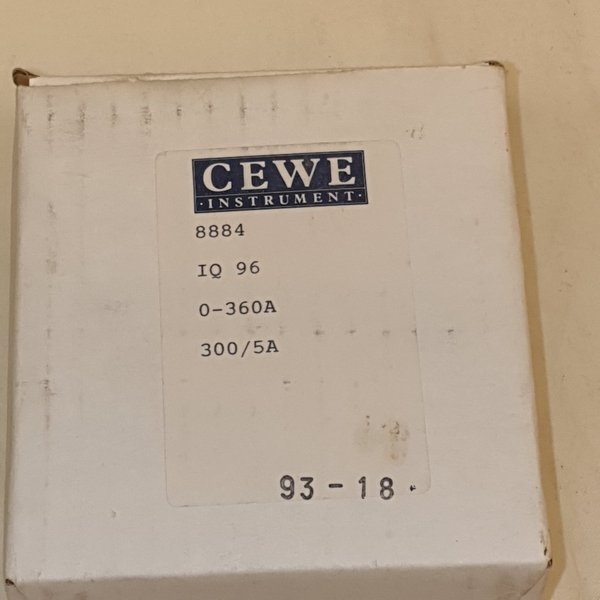 CEWE
·INSTRUMENT·
8884
IQ 96
0-360A
300/5A
93-18